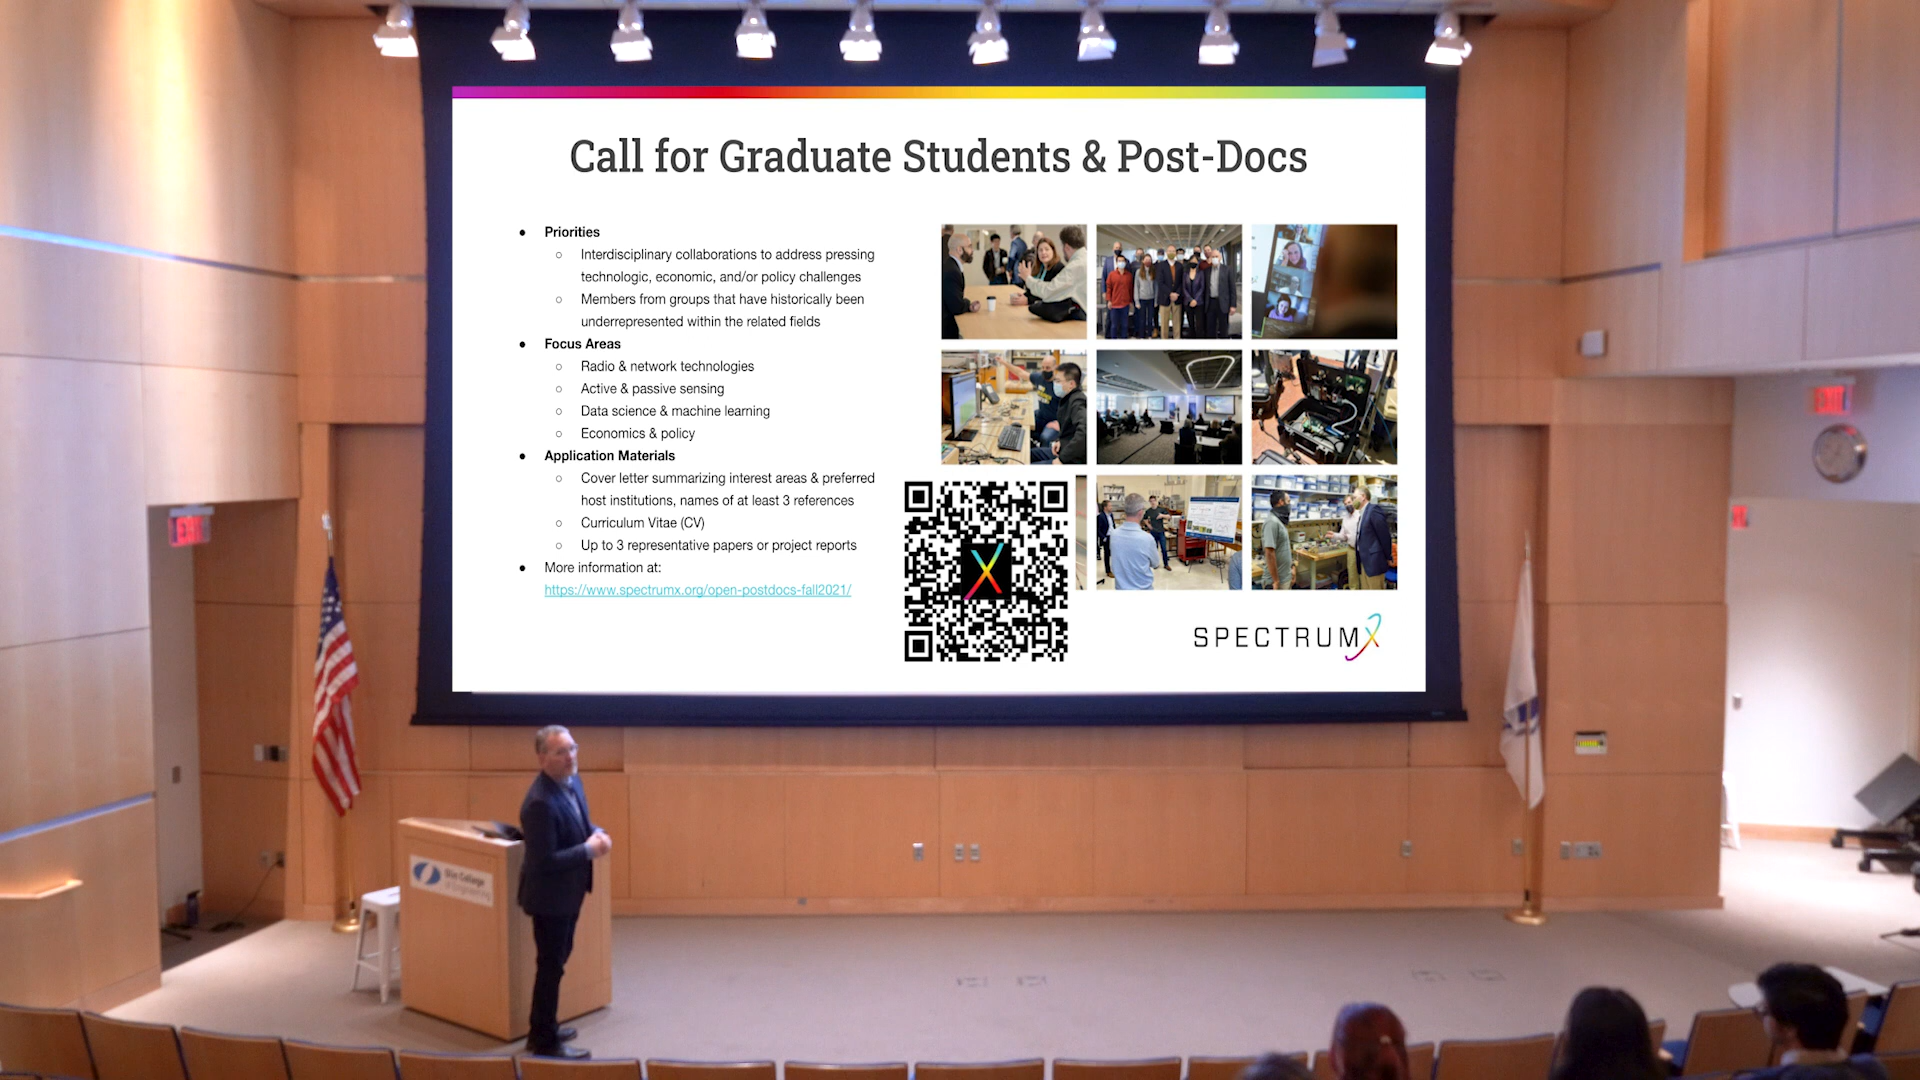 Call for Graduate Students & Post-Docs
● Priorities
○ Interdisciplinary collaborations to address pressing
technologic, economic, and/or policy challenges
○ Members from groups that have historically been
underrepresented within the related fields
● Focus Areas
○ Radio & network technologies
○ Active & passive sensing
○ Data science & machine learning
○ Economics & policy
● Application Materials
○ Cover letter summarizing interest areas & preferred
host institutions, names of at least 3 references
○ Curriculum Vitae (CV)
○ Up to 3 representative papers or project reports
● More information at:
https://www.spectrumx.org/open-postdocs-fall2021/
SPECTRUMX
EXIT
EXIT
Olin College
of Engineering